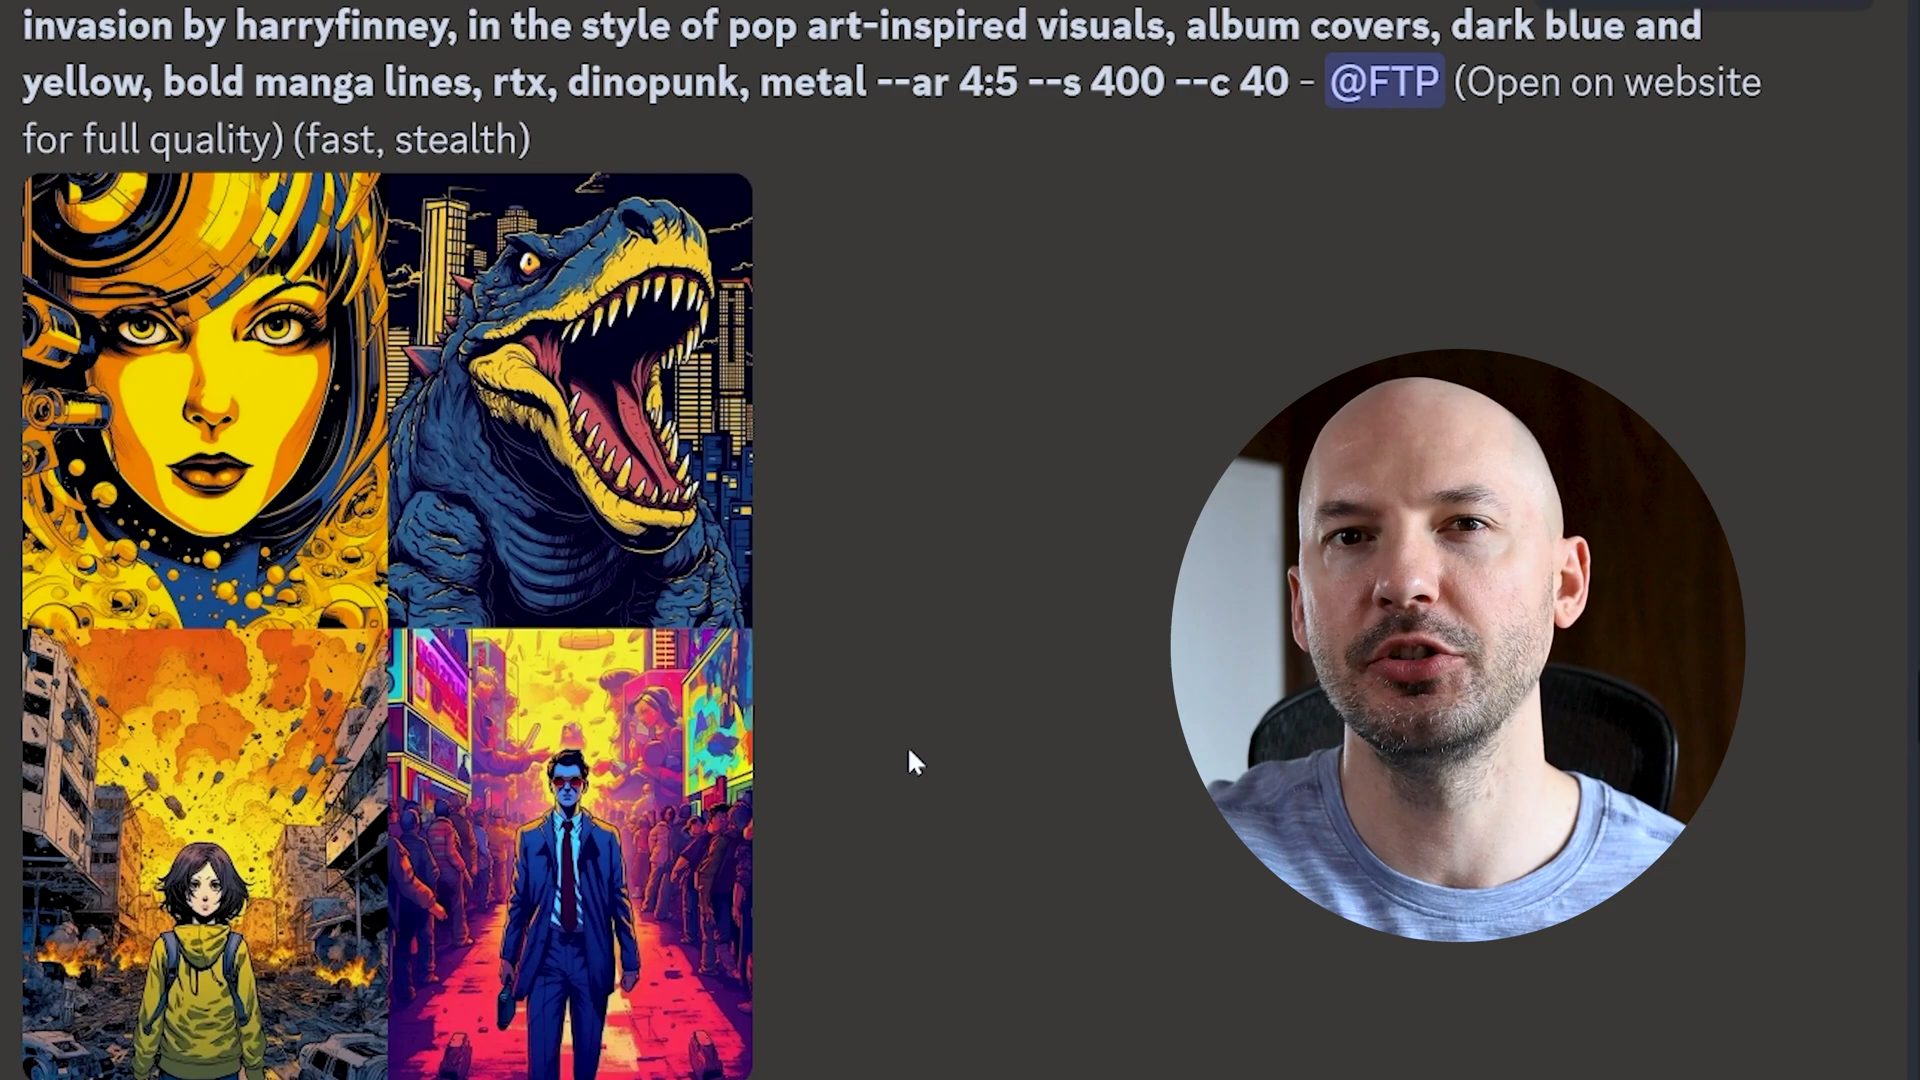 invasion by harryfinney, in the style of pop art-inspired visuals, album covers, dark blue and
yellow, bold manga lines, rtx, dinopunk, metal --ar 4:5 --s 400 --c 40 - @FTP (Open on website
for full quality) (fast, stealth)